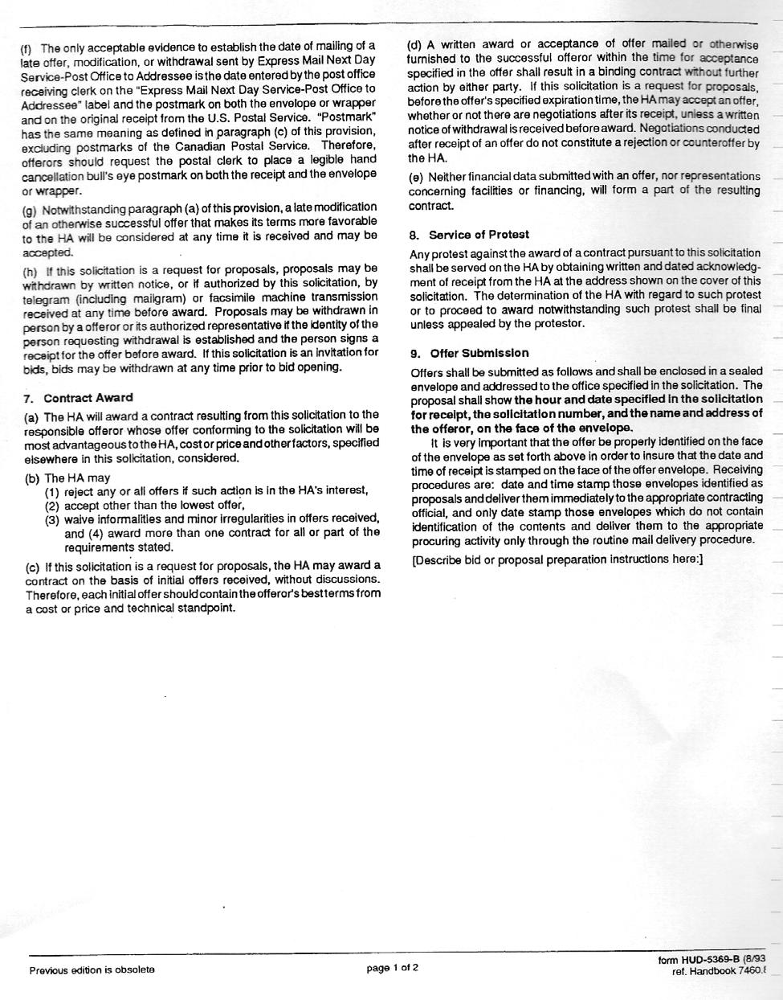 (f) The only acceptable evidence to establish the date of mailing of a
late offer, modification, or withdrawal sent by Express Mail Next Day
Service-Post Office to Addressee is the date entered by the post office
receiving clerk on the "Express Mail Next Day Service-Post Office to
Addressee" label and the postmark on both the envelope or wrapper
and on the original receipt from the U.S. Postal Service. "Postmark"
has the same meaning as defined in paragraph (c) of this provision,
excluding postmarks of the Canadian Postal Service. Therefore,
offerors should request the postal clerk to place a legible hand
cancellation bull's eye postmark on both the receipt and the envelope
or wrapper.
(g) Notwithstanding paragraph (a) of this provision, a late modification
of an otherwise successful offer that makes its terms more favorable
to the HA will be considered at any time it is received and may be
accepted.
(h) If this solicitation is a request for proposals, proposals may be
withdrawn by written notice, or if authorized by this solicitation, by
telegram (including mailgram) or facsimile machine transmission
received at any time before award. Proposals may be withdrawn in
person by a offeror or its authorized representative if the identity of the
person requesting withdrawal is established and the person signs a
receipt for the offer before award. If this solicitation is an invitation for
bids, bids may be withdrawn at any time prior to bid opening.
7. Contract Award
(a) The HA will award a contract resulting from this solicitation to the
responsible offeror whose offer conforming to the solicitation will be
most advantageous to the HA, cost or price and other factors, specified
elsewhere in this solicitation, considered.
(b) The HA may
(1) reject any or all offers if such action is in the HA's interest,
(2) accept other than the lowest offer,
(3) waive informalities and minor irregularities in offers received,
and (4) award more than one contract for all or part of the
requirements stated.
(c) If this solicitation is a request for proposals, the HA may award a
contract on the basis of initial offers received, without discussions.
Therefore, each initial offer should contain the offeror's best terms from
a cost or price and technical standpoint.
(d) A written award or acceptance of offer mailed or otherwise
furnished to the successful offeror within the time for acceptance
specified in the offer shall result in a binding contract without further
action by either party. If this solicitation is a request for proposals,
before the offer's specified expiration time, the HA may accept an offer,
whether or not there are negotiations after its receipt, unless a written
notice of withdrawal is received before award. Negotiations conducted
after receipt of an offer do not constitute a rejection or counteroffer by
the HA.
(e) Neither financial data submitted with an offer, nor representations
concerning facilities or financing, will form a part of the resulting
contract.
8. Service of Protest
Any protest against the award of a contract pursuant to this solicitation
shall be served on the HA by obtaining written and dated acknowledg-
ment of receipt from the HA at the address shown on the cover of this
solicitation. The determination of the HA with regard to such protest
or to proceed to award notwithstanding such protest shall be final
unless appealed by the protestor.
9. Offer Submission
Offers shall be submitted as follows and shall be enclosed in a sealed
envelope and addressed to the office specified in the solicitation. The
proposal shall show the hour and date specified in the solicitation
for receipt, the solicitation number, and the name and address of
the offeror, on the face of the envelope.
It is very important that the offer be properly identified on the face
of the envelope as set forth above in order to insure that the date and
time of receipt is stamped on the face of the offer envelope. Receiving
procedures are: date and time stamp those envelopes identified as
proposals and deliver them immediately to the appropriate contracting
official, and only date stamp those envelopes which do not contain
identification of the contents and deliver them to the appropriate
procuring activity only through the routine mail delivery procedure.
[Describe bid or proposal preparation instructions here:]
Previous edition is obsolete
page 1 of 2
form HUD-5369-B (8/93
ref. Handbook 7460.8